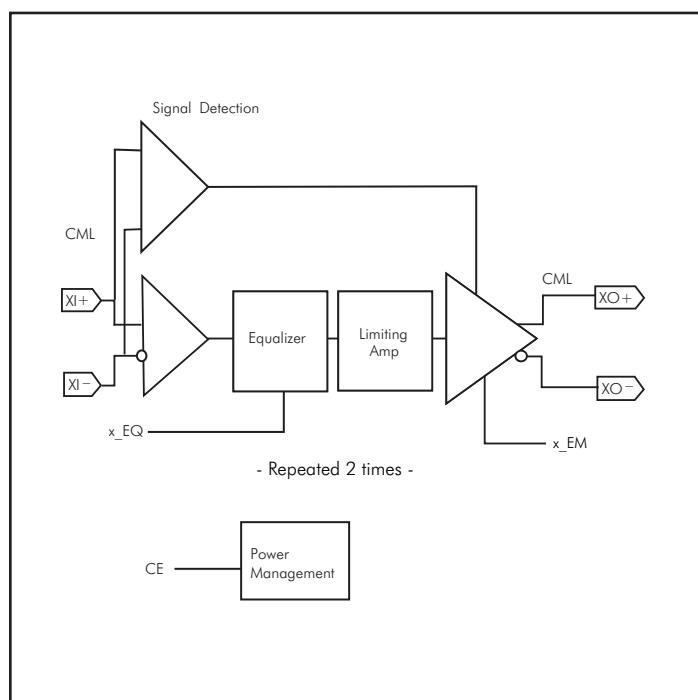 Signal Detection
CML
XI+
XI−
CML
XO+
XO−
Equalizer
Limiting
Amp
x_EQ
x_EM
- Repeated 2 times -
CE
Power
Management